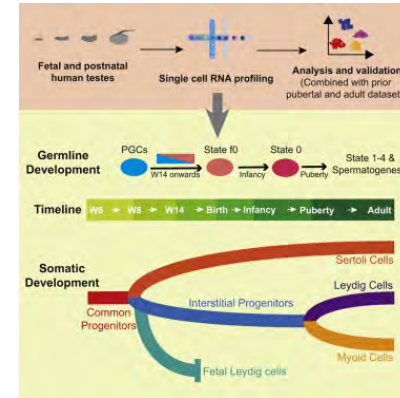 Fetal and postnatal
human testes
Single cell RNA profiling
Analysis and validation
(Combined with prior
pubertal and adult dataset
Germline
Development
PGCs
State f0
State 0
W14 onwards
Infancy
Puberty
State 1-4 &
Spermatogenes
Timeline
W6
W8
W14
Birth
Infancy
Puberty
Adult
Somatic
Development
Sertoli Cells
Leydig Cells
Interstitial Progenitors
Common
Progenitors
Myoid Cells
Fetal Leydig cells